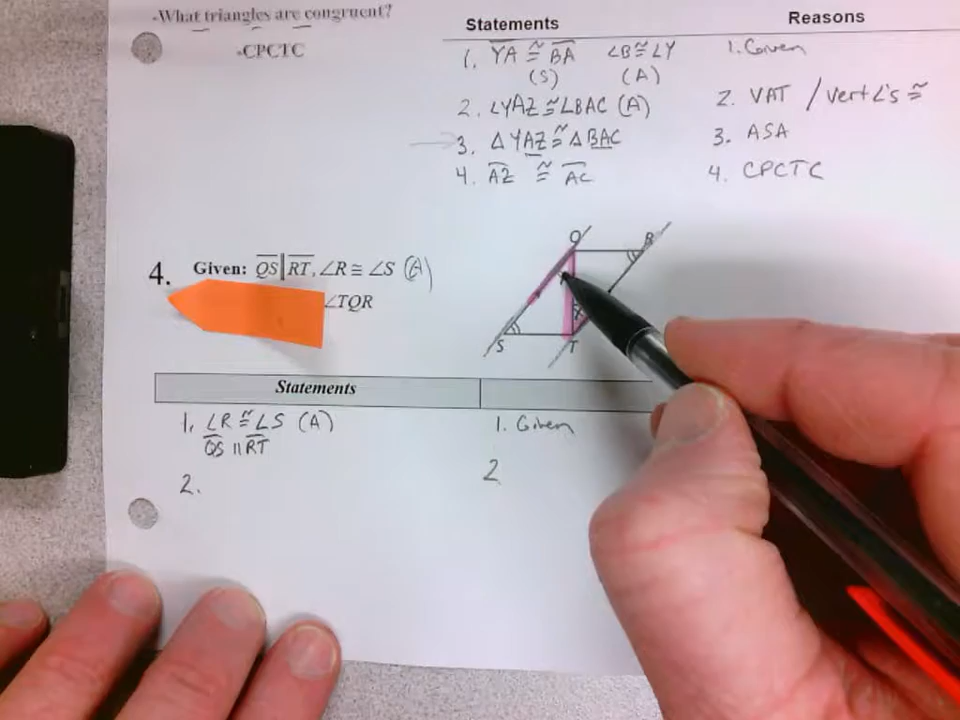 -What triangles are congruent?
-CPCTC
Statements
Reasons
1. YA ≅ BA ∠B ≅ ∠Y
(S) (A)
1. Given
2. ∠YAZ ≅ ∠BAC (A)
2. VAT / Vert ∠'s ≅
3. △YAZ ≅ △BAC
3. ASA
4. AZ ≅ AC
4. CPCTC
4. Given: QS || RT, ∠R ≅ ∠S (A)
∠TQR
Q
R
S
T
Statements
1. ∠R ≅ ∠S (A)
QS || RT
1. Given
2.
2